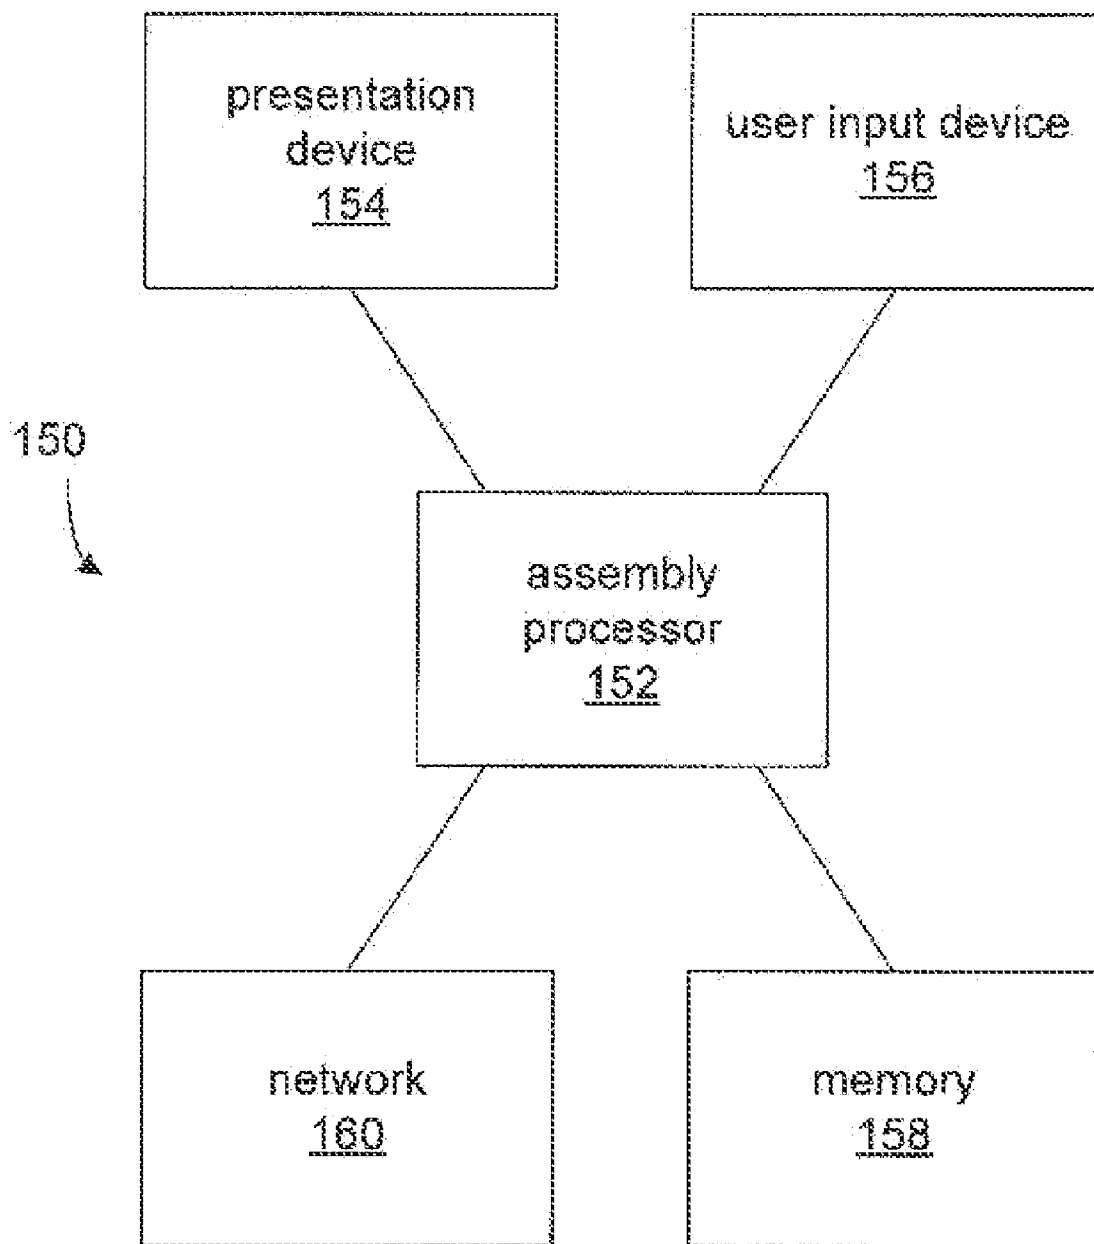 presentation
device
154
user input device
156
150
assembly
processor
152
network
160
memory
158